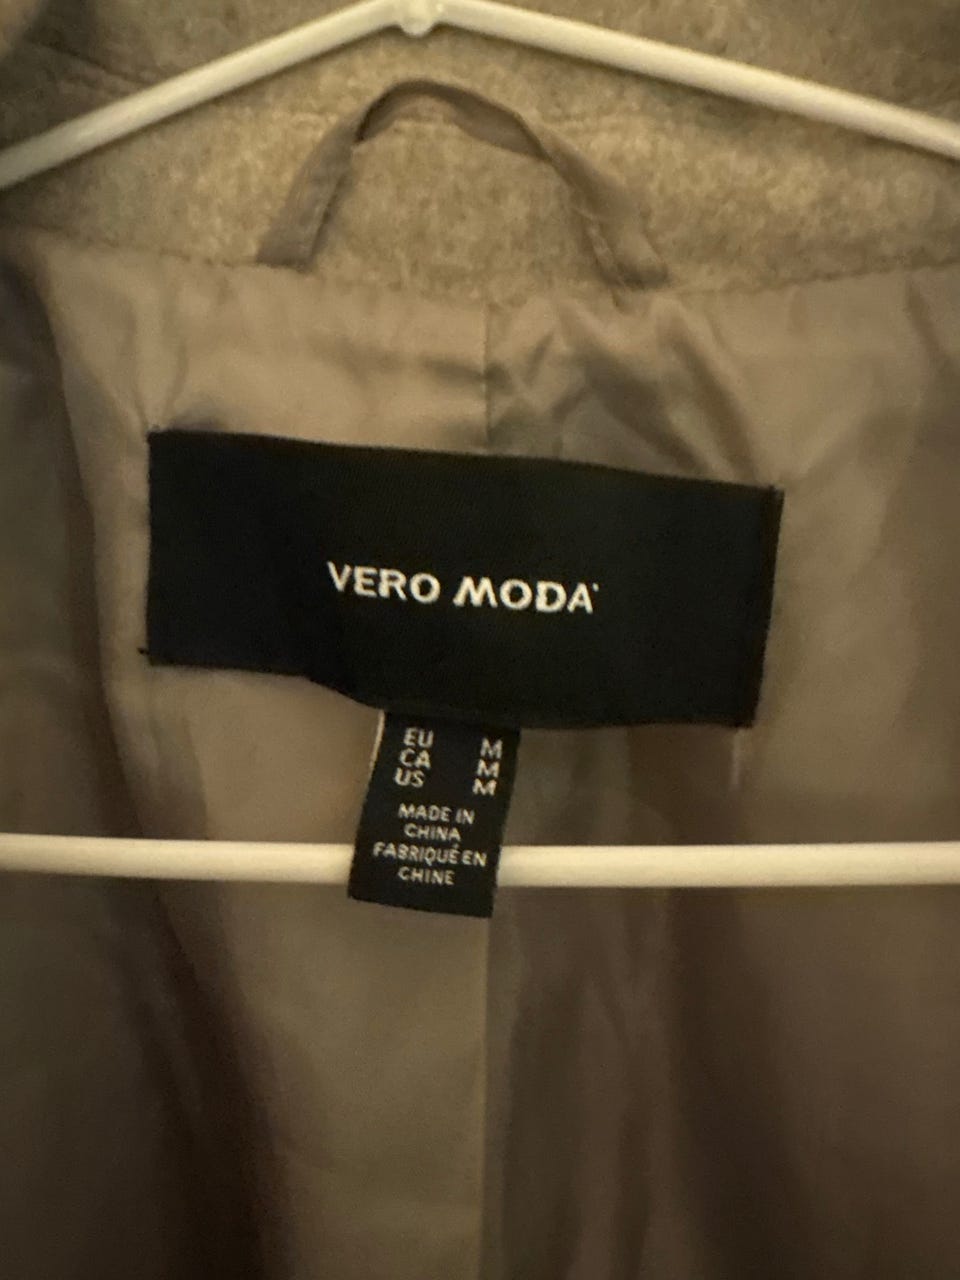 VERO MODA
EU M
CA M
US M
MADE IN
CHINA
FABRIQUÉ EN
CHINE